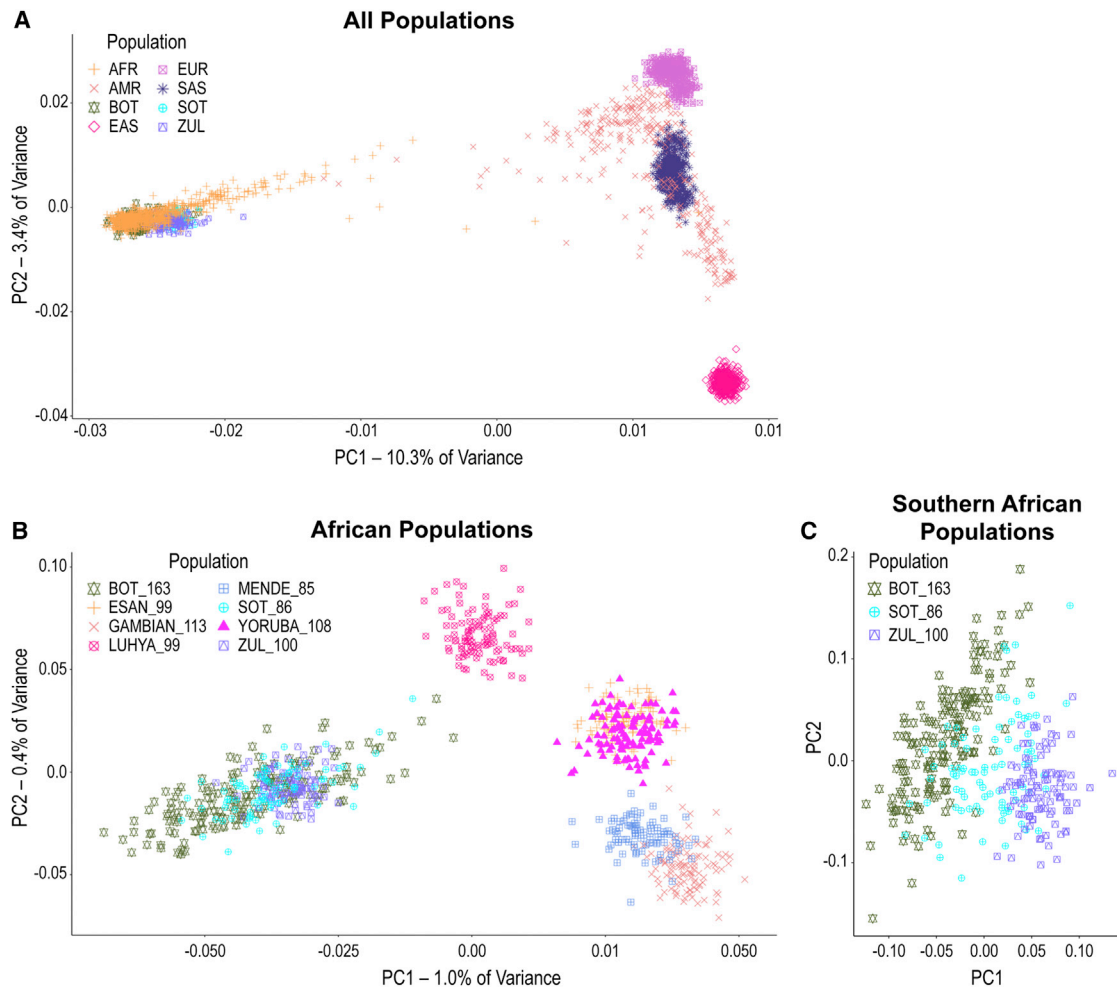 A
All Populations
Population
AFR
AMR
BOT
EAS
EUR
SAS
SOT
ZUL
PC2 – 3.4% of Variance
0.02
0.0
-0.02
-0.04
-0.03
-0.02
-0.01
0.00
0.01
0.01
PC1 – 10.3% of Variance
B
African Populations
Population
BOT_163
ESAN_99
GAMBIAN_113
LUHYA_99
MENDE_85
SOT_86
YORUBA_108
ZUL_100
PC2 – 0.4% of Variance
0.10
0.05
0.0
-0.05
-0.050
-0.025
0.00
0.01
0.050
PC1 – 1.0% of Variance
C
Southern African
Populations
Population
BOT_163
SOT_86
ZUL_100
PC2
0.2
0.1
0.0
-0.1
-0.10
-0.05
0.00
0.05
0.10
PC1